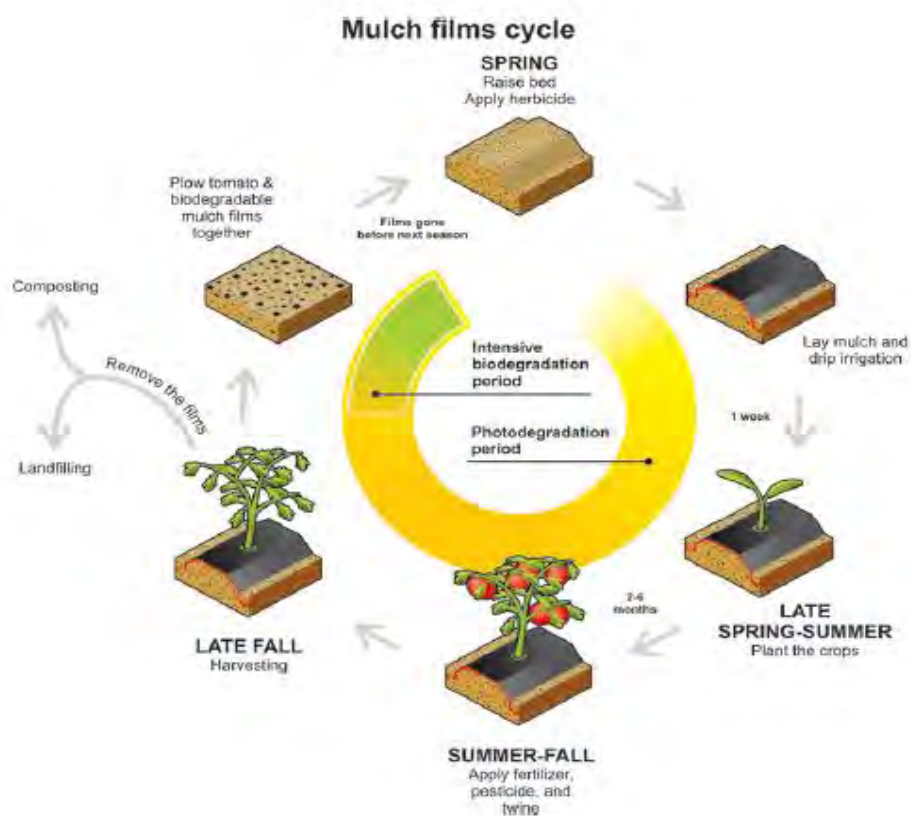 Mulch films cycle
SPRING
Raise bed
Apply herbicide
Lay mulch and
drip irrigation
1 week
LATE
SPRING-SUMMER
Plant the crops
2-6
months
SUMMER-FALL
Apply fertilizer,
pesticide, and
twine
LATE FALL
Harvesting
Remove the films
Composting
Landfilling
Plow tomato &
biodegradable
mulch films
together
Films gone
before next season
Intensive
biodegradation
period
Photodegradation
period